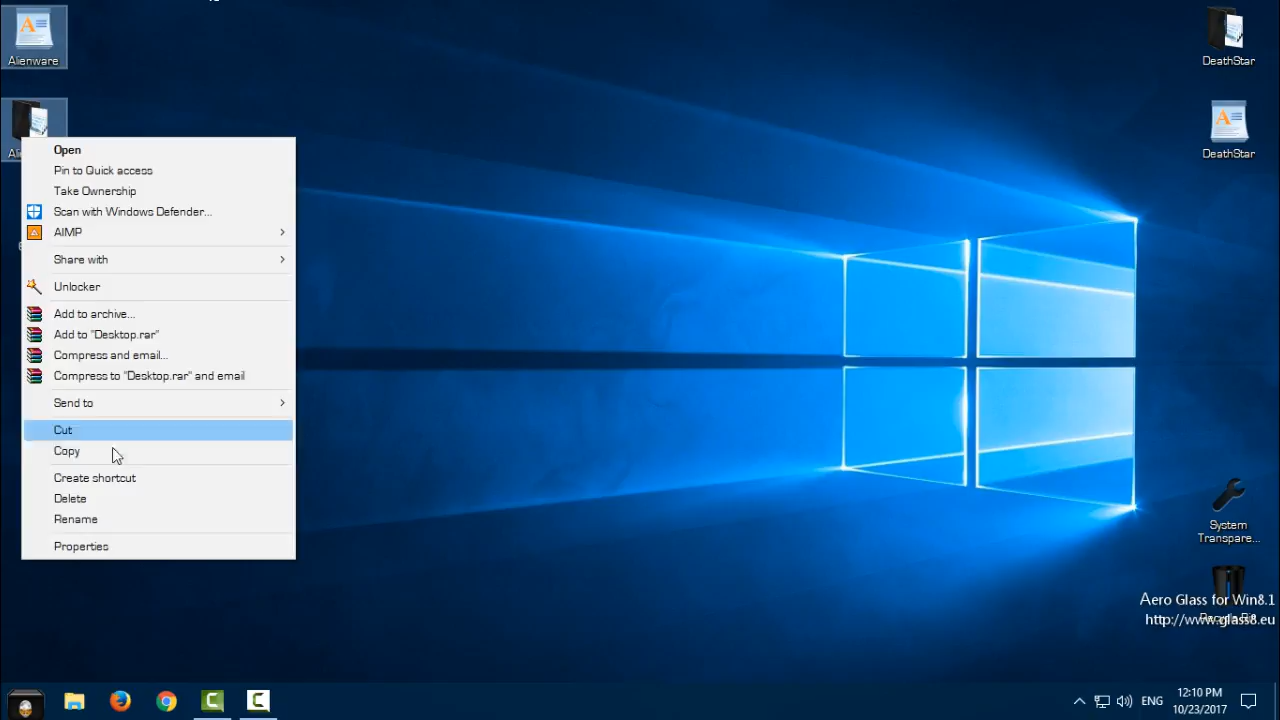 Alienware
DeathStar
DeathStar
Open
Pin to Quick access
Take Ownership
Scan with Windows Defender...
AIMP
Share with
Unlocker
Add to archive...
Add to "Desktop.rar"
Compress and email...
Compress to "Desktop.rar" and email
Send to
Cut
Copy
Create shortcut
Delete
Rename
Properties
System
Transpare...
Aero Glass for Win8.1
http://www.glass8.eu
ENG
12:10 PM
10/23/2017